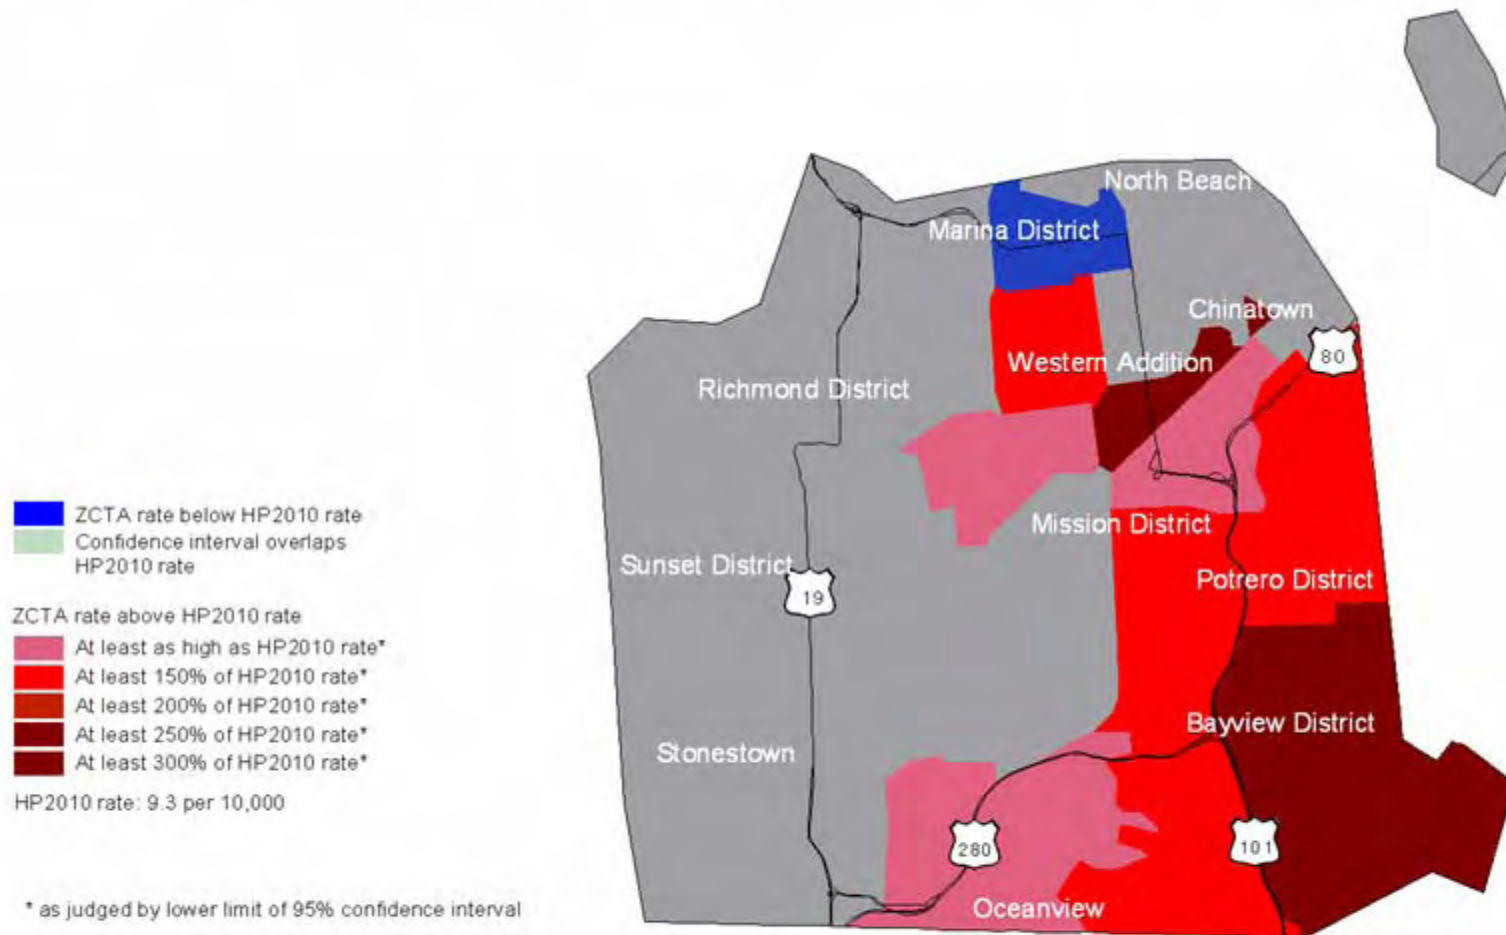 North Beach
Marina District
Chinatown
80
Western Addition
Richmond District
ZCTA rate below HP2010 rate
Confidence interval overlaps
HP2010 rate
Mission District
Sunset District
19
Potrero District
ZCTA rate above HP2010 rate
At least as high as HP2010 rate*
At least 150% of HP2010 rate*
At least 200% of HP2010 rate*
At least 250% of HP2010 rate*
At least 300% of HP2010 rate*
Bayview District
Stonestown
HP2010 rate: 9.3 per 10,000
280
101
Oceanview
* as judged by lower limit of 95% confidence interval